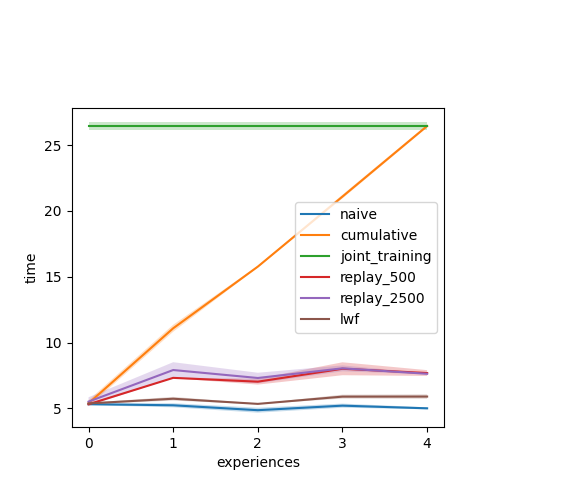 25
20
15
10
5
time
0 1 2 3 4
experiences
naive
cumulative
joint_training
replay_500
replay_2500
lwf